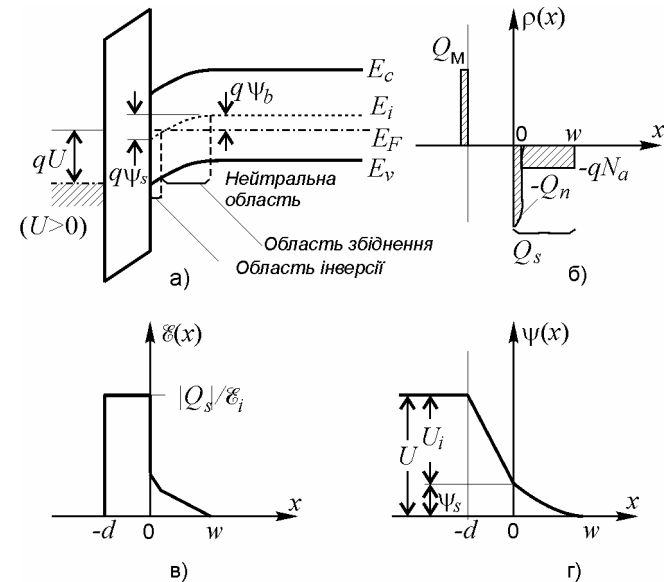 E_c
qψ_b
E_i
E_F
qU
qψ_s
E_v
Нейтральна
область
(U>0)
Область збіднення
Область інверсії
а)
ρ(x)
Q_М
0
w
x
-qN_a
-Q_n
Q_s
б)
ℰ(x)
|Q_s|/ℰ_i
x
-d
0
w
в)
ψ(x)
U_i
U
ψ_s
x
-d
0
w
г)